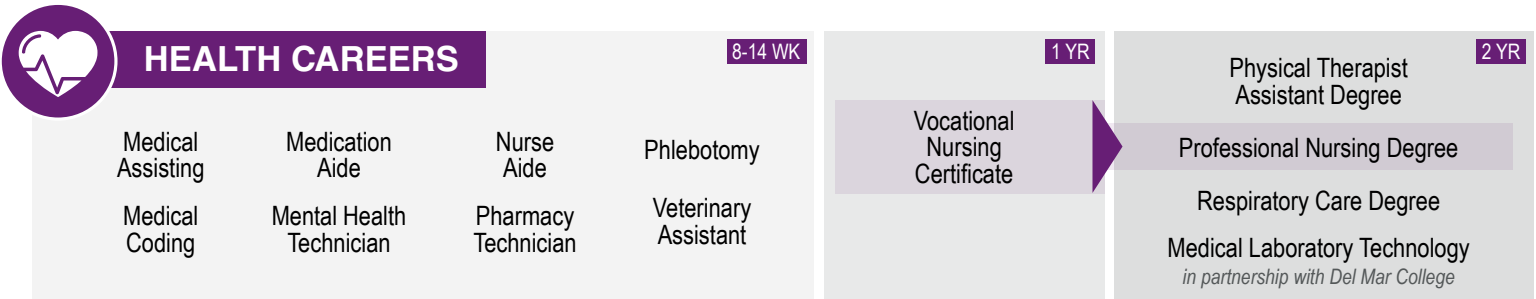 HEALTH CAREERS
8-14 WK
Medical
Assisting
Medication
Aide
Nurse
Aide
Phlebotomy
Medical
Coding
Mental Health
Technician
Pharmacy
Technician
Veterinary
Assistant
1 YR
Vocational
Nursing
Certificate
2 YR
Physical Therapist
Assistant Degree
Professional Nursing Degree
Respiratory Care Degree
Medical Laboratory Technology
in partnership with Del Mar College